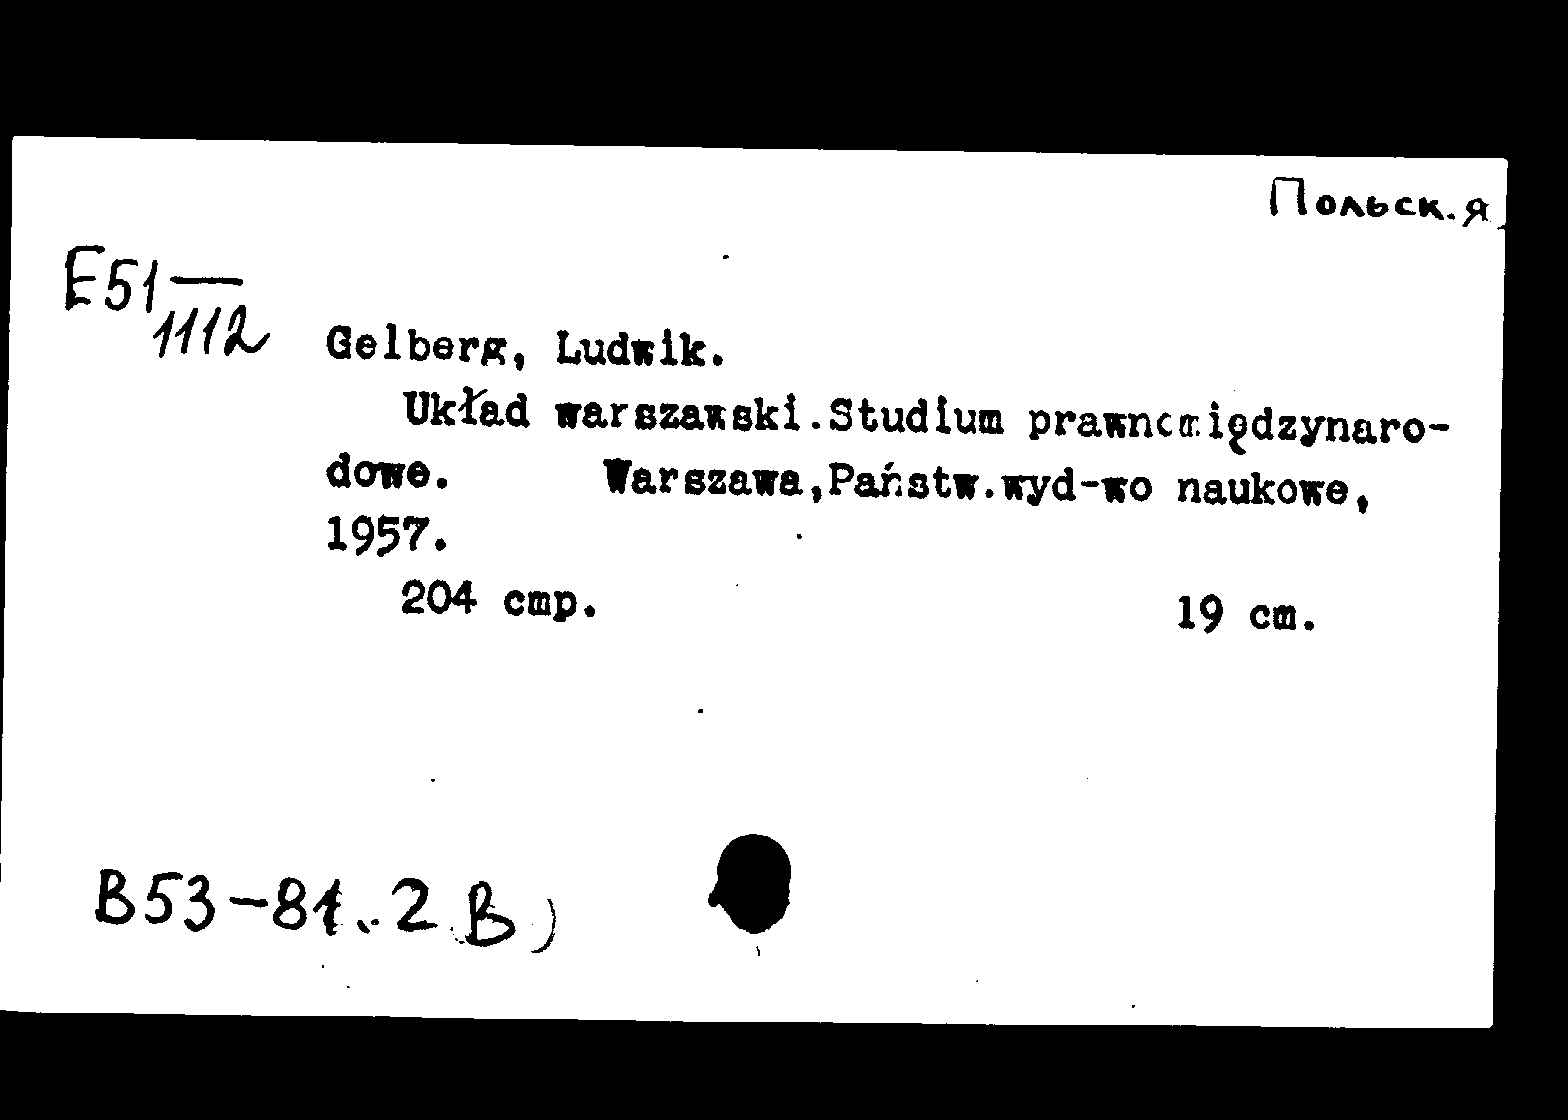 Польск. я
E51—
1112
Gelberg, Ludwik.
Układ warszawski.Studium prawnomiędzynaro-
dowe. Warszawa,Państw.wyd-wo naukowe,
1957.
204 cmp. 19 cm.
B53-81. 2 B)